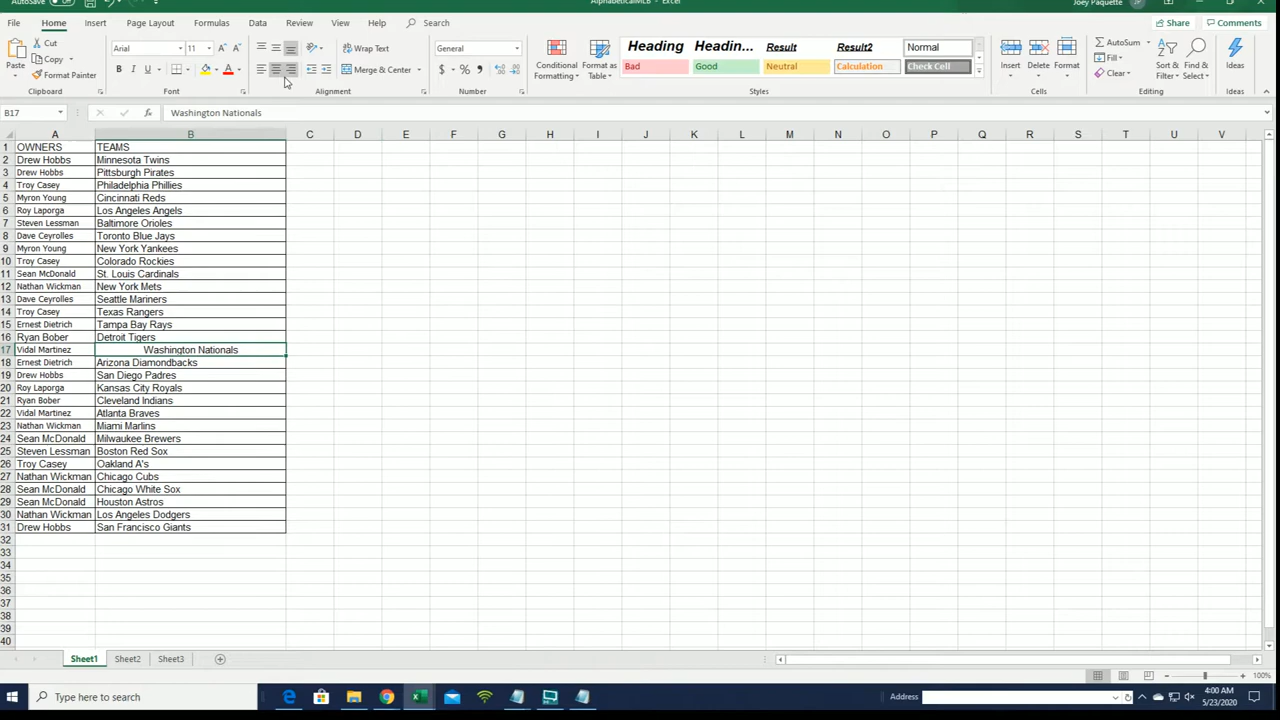 AutoSave
AlphabeticalMLB - Excel
Joey Paquette
JP
File Home Insert Page Layout Formulas Data Review View Help Search
Share Comments
Paste
Cut
Copy
Format Painter
Clipboard
Arial 11 A A
B I U A
Font
Wrap Text
Merge & Center
Alignment
General
$ % ,
Number
Conditional Formatting
Format as Table
Heading Headin... Result Result2 Normal
Bad Good Neutral Calculation Check Cell
Styles
Insert Delete Format
Cells
AutoSum
Fill
Clear
Sort & Filter
Find & Select
Editing
Ideas
Ideas
B17 fx Washington Nationals
A B C D E F G H I J K L M N O P Q R S T U V
1 OWNERS TEAMS
2 Drew Hobbs Minnesota Twins
3 Drew Hobbs Pittsburgh Pirates
4 Troy Casey Philadelphia Phillies
5 Myron Young Cincinnati Reds
6 Roy Laporga Los Angeles Angels
7 Steven Lessman Baltimore Orioles
8 Dave Ceyrolles Toronto Blue Jays
9 Myron Young New York Yankees
10 Troy Casey Colorado Rockies
11 Sean McDonald St. Louis Cardinals
12 Nathan Wickman New York Mets
13 Dave Ceyrolles Seattle Mariners
14 Troy Casey Texas Rangers
15 Ernest Dietrich Tampa Bay Rays
16 Ryan Bober Detroit Tigers
17 Vidal Martinez Washington Nationals
18 Ernest Dietrich Arizona Diamondbacks
19 Drew Hobbs San Diego Padres
20 Roy Laporga Kansas City Royals
21 Ryan Bober Cleveland Indians
22 Vidal Martinez Atlanta Braves
23 Nathan Wickman Miami Marlins
24 Sean McDonald Milwaukee Brewers
25 Steven Lessman Boston Red Sox
26 Troy Casey Oakland A's
27 Nathan Wickman Chicago Cubs
28 Sean McDonald Chicago White Sox
29 Sean McDonald Houston Astros
30 Nathan Wickman Los Angeles Dodgers
31 Drew Hobbs San Francisco Giants
32
33
34
35
36
37
38
39
40
Sheet1 Sheet2 Sheet3
100%
Type here to search
Address
4:00 AM
5/23/2020